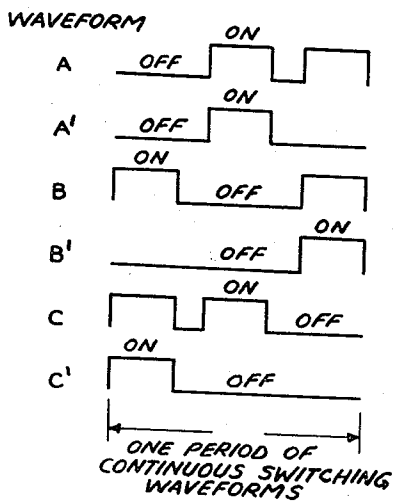 WAVEFORM
ON
A OFF
ON
A' OFF
ON
B OFF
ON
B' OFF
ON
C OFF
ON
C' OFF
ONE PERIOD OF
CONTINUOUS SWITCHING
WAVEFORMS